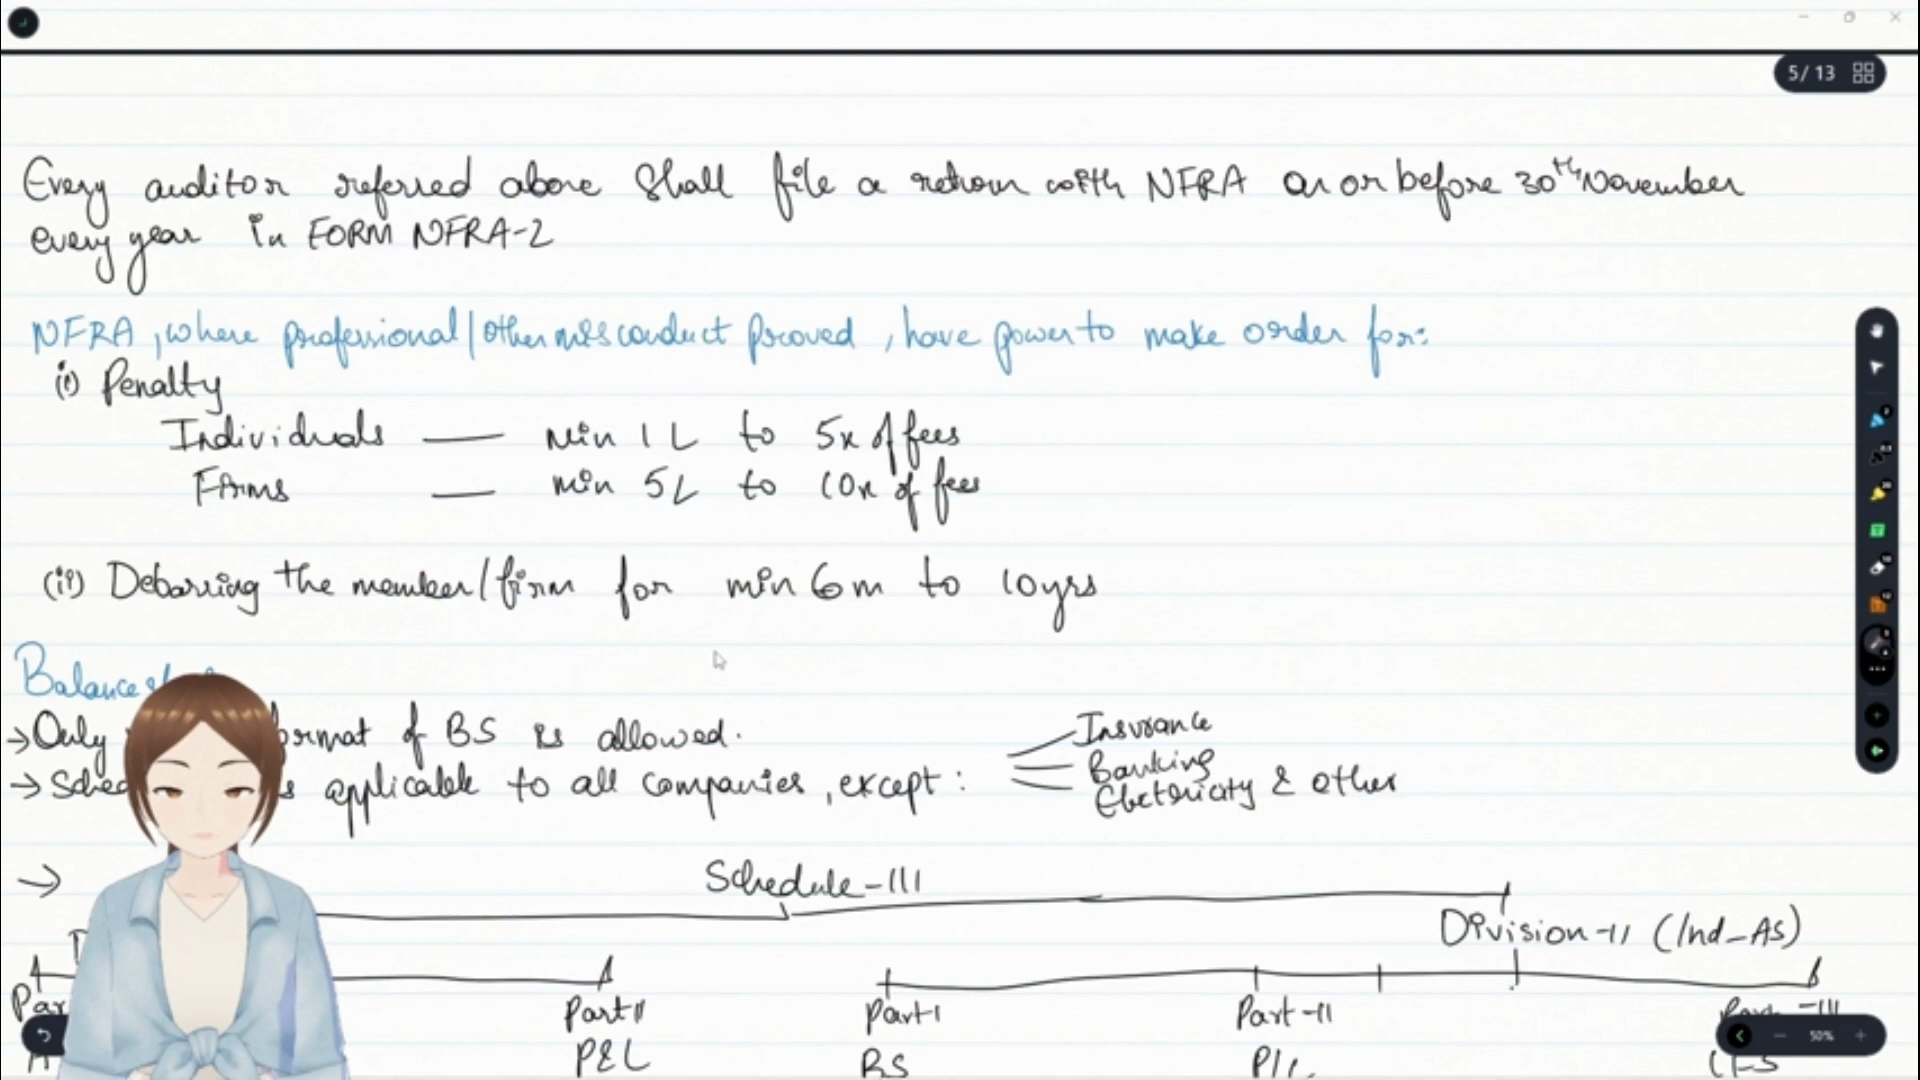 5/13
Every auditor referred above shall file a return with NFRA on or before 30th November
every year in FORM NFRA-2
NFRA, where professional/other misconduct proved, have power to make order for:
(i) Penalty
Individuals — min 1L to 5x of fees
Firms — min 5L to 10x of fees
(ii) Debarring the member/firm for min 6m to 10yrs
Balance
→ Only format of BS is allowed.
→ applicable to all companies, except:
Insurance
Banking
Electricity & other
→
Schedule-III
Division-II (Ind-AS)
Part II
Part I
Part-II
P&L
BS
50%